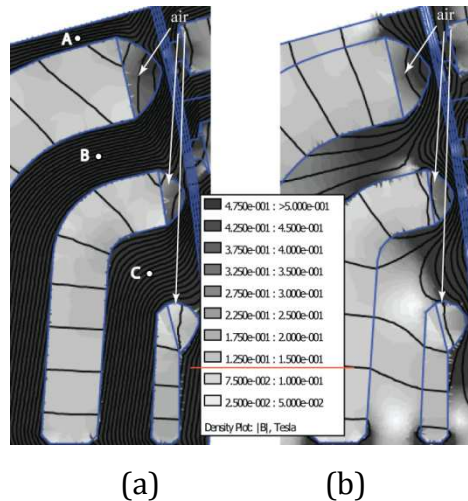 air
air
A
B
C
4.750e-001 : >5.000e-001
4.250e-001 : 4.500e-001
3.750e-001 : 4.000e-001
3.250e-001 : 3.500e-001
2.750e-001 : 3.000e-001
2.250e-001 : 2.500e-001
1.750e-001 : 2.000e-001
1.250e-001 : 1.500e-001
7.500e-002 : 1.000e-001
2.500e-002 : 5.000e-002
Density Plot: |B|, Tesla
(a)
(b)